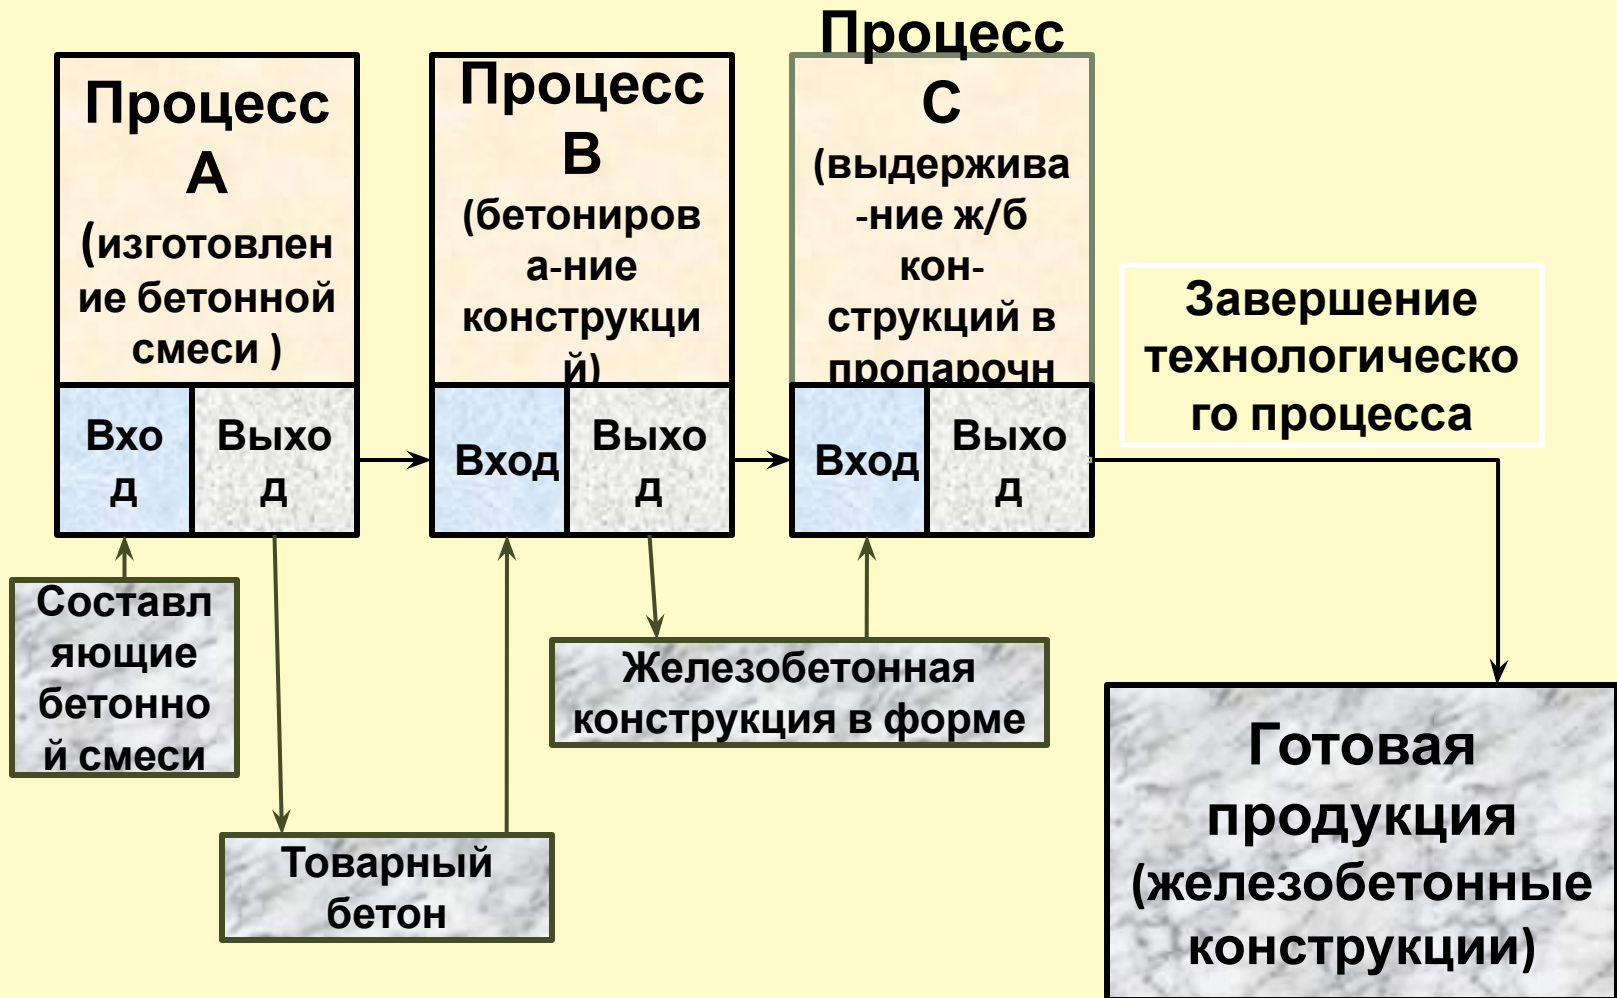 Процесс
А
(изготовлен
ие бетонной
смеси )
Вхо
д
Выхо
д
Процесс
В
(бетониров
а-ние
конструкци
й)
Вход
Выхо
д
Процесс
С
(выдержива
-ние ж/б
кон-
струкций в
пропарочн
Вход
Выхо
д
Завершение
технологическо
го процесса
Составл
яющие
бетонно
й смеси
Товарный
бетон
Железобетонная
конструкция в форме
Готовая
продукция
(железобетонные
конструкции)